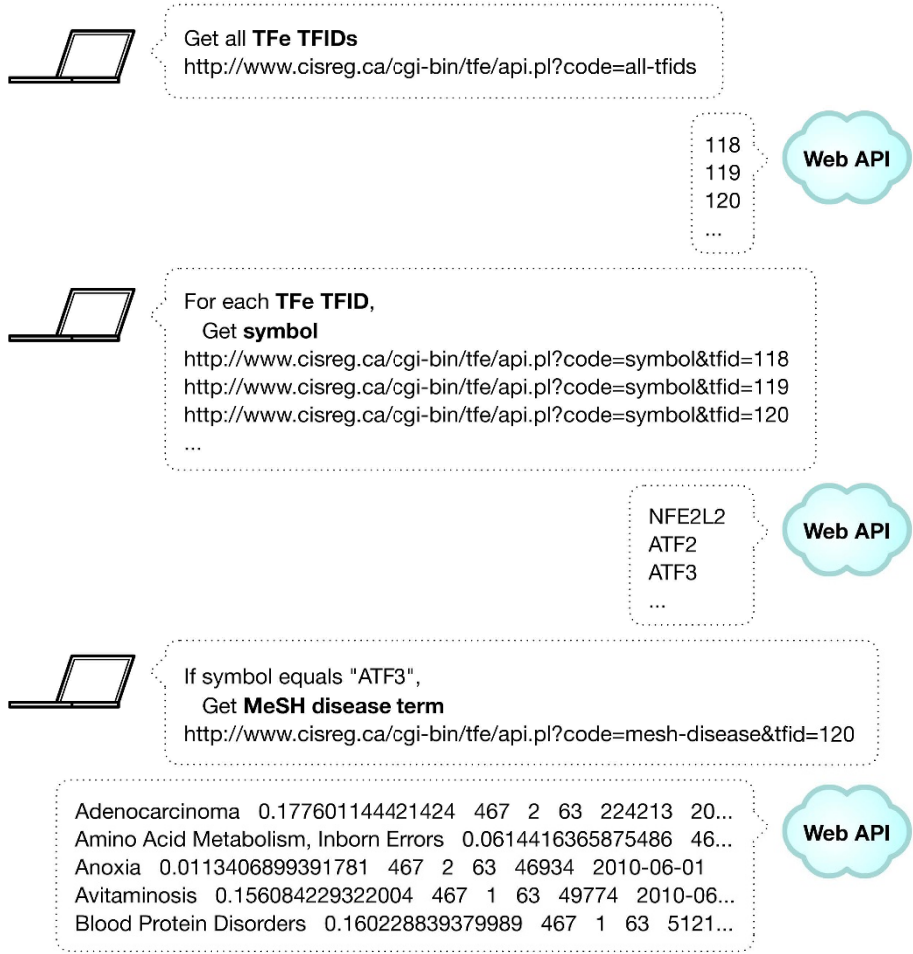 Get all TFe TFIDs
http://www.cisreg.ca/cgi-bin/tfe/api.pl?code=all-tfids
118
119
120
...
Web API
For each TFe TFID,
Get symbol
http://www.cisreg.ca/cgi-bin/tfe/api.pl?code=symbol&tfid=118
http://www.cisreg.ca/cgi-bin/tfe/api.pl?code=symbol&tfid=119
http://www.cisreg.ca/cgi-bin/tfe/api.pl?code=symbol&tfid=120
...
NFE2L2
ATF2
ATF3
...
Web API
If symbol equals "ATF3",
Get MeSH disease term
http://www.cisreg.ca/cgi-bin/tfe/api.pl?code=mesh-disease&tfid=120
Adenocarcinoma 0.177601144421424 467 2 63 224213 20...
Amino Acid Metabolism, Inborn Errors 0.0614416365875486 46...
Anoxia 0.01134068993917​81 467 2 63 46934 2010-06-01
Avitaminosis 0.156084229322004 467 1 63 49774 2010-06...
Blood Protein Disorders 0.160228839379989 467 1 63 5121...
Web API